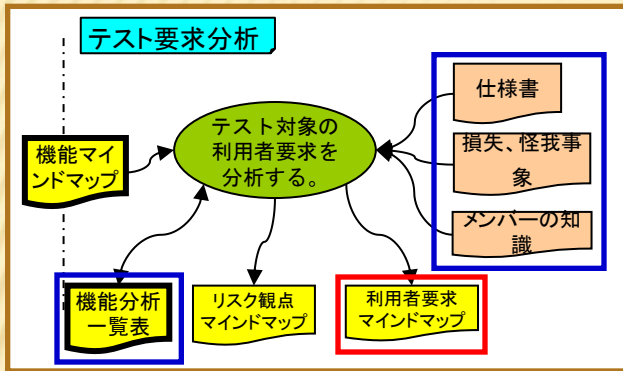 テスト要求分析
仕様書
テスト対象の
利用者要求を
分析する。
損失、怪我事
象
機能マイ
ンドマップ
メンバーの知
識
機能分析
一覧表
リスク観点
マインドマップ
利用者要求
マインドマップ